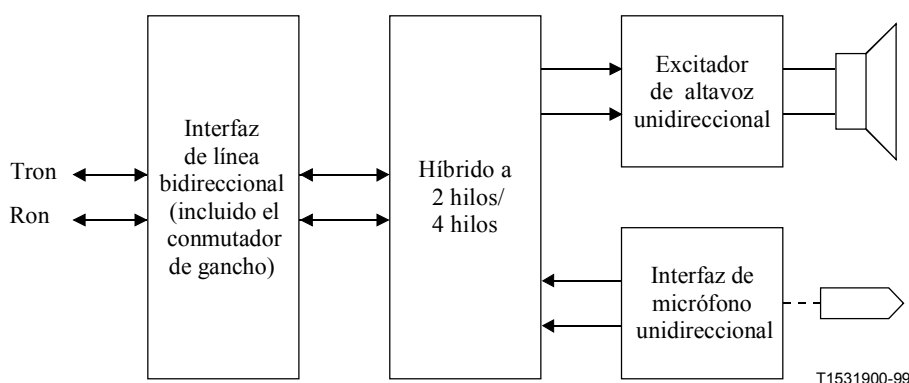 Tron
Ron
Interfaz
de línea
bidireccional
(incluido el
conmutador
de gancho)
Híbrido a
2 hilos/
4 hilos
Excitador
de altavoz
unidireccional
Interfaz de
micrófono
unidireccional
T1531900-99